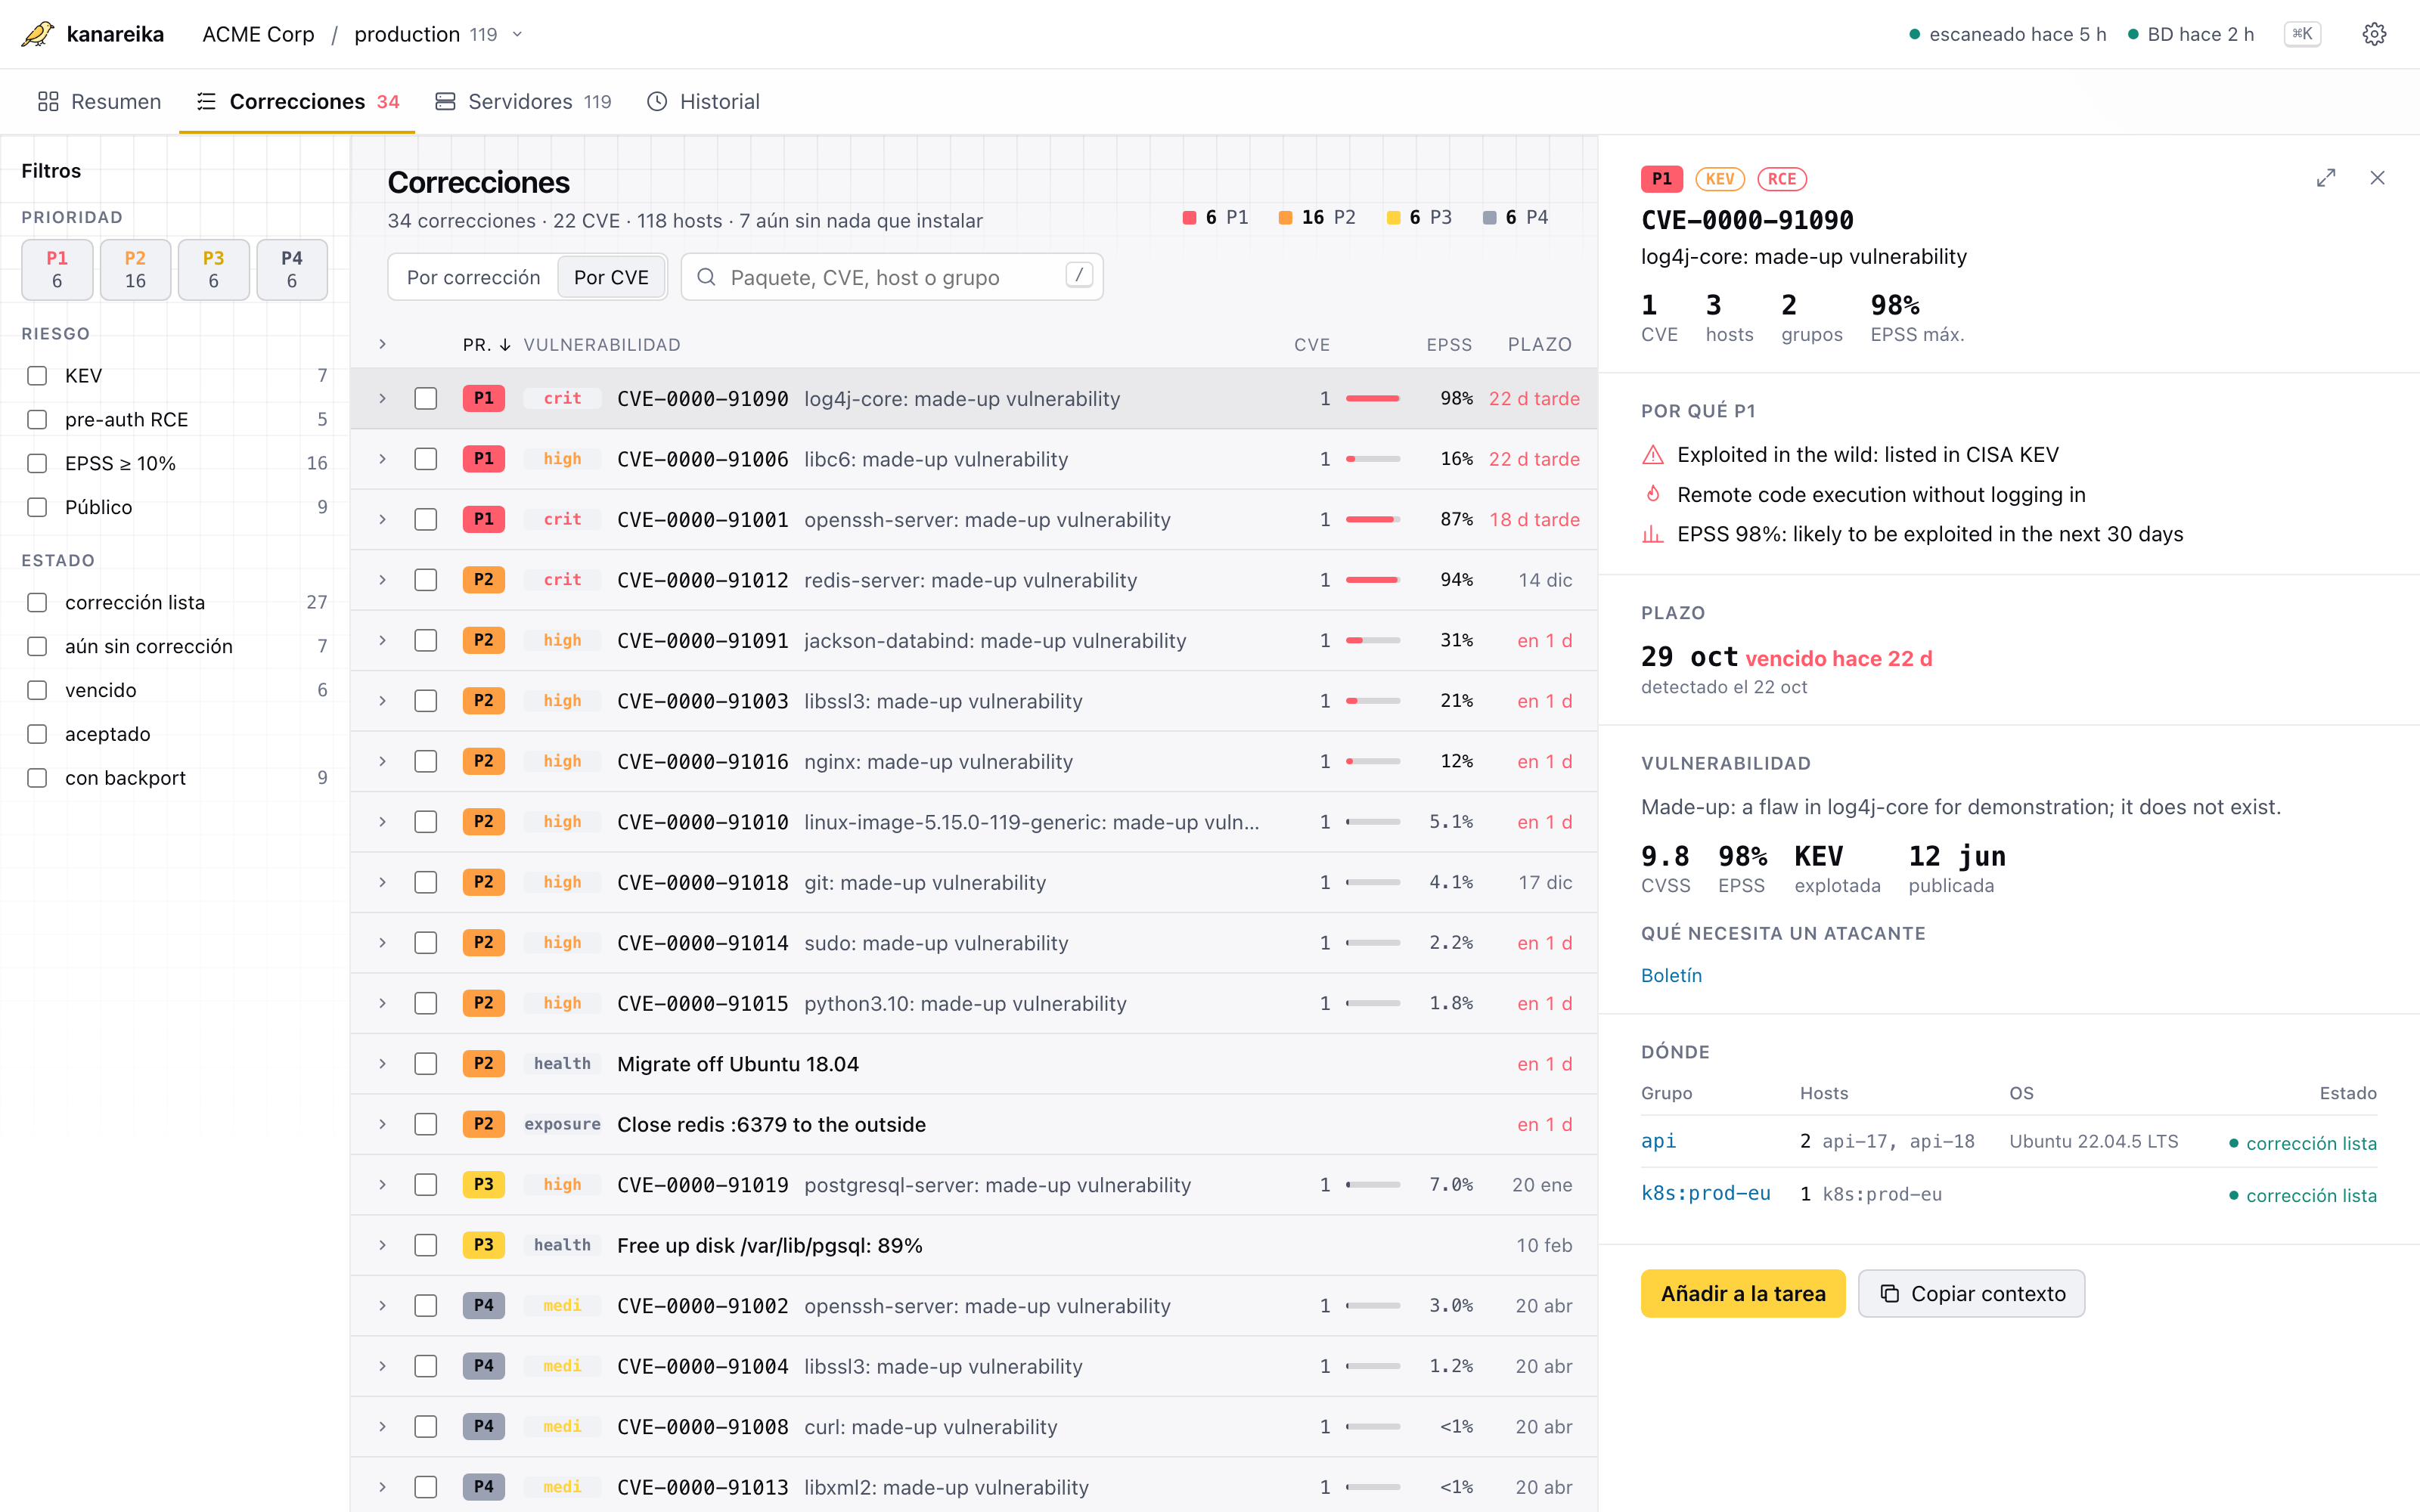 kanareika ACME Corp / production 119 escaneado hace 5 h BD hace 2 h ⌘K
Resumen Correcciones 34 Servidores 119 Historial
Filtros
PRIORIDAD
P1 P2 P3 P4
6 16 6 6
RIESGO
KEV 7
pre-auth RCE 5
EPSS ≥ 10% 16
Público 9
ESTADO
corrección lista 27
aún sin corrección 7
vencido 6
aceptado
con backport 9
Correcciones
34 correcciones · 22 CVE · 118 hosts · 7 aún sin nada que instalar 6 P1 16 P2 6 P3 6 P4
Por corrección Por CVE Paquete, CVE, host o grupo /
PR. ↓ VULNERABILIDAD CVE EPSS PLAZO
P1 crit CVE-0000-91090 log4j-core: made-up vulnerability 1 98% 22 d tarde
P1 high CVE-0000-91006 libc6: made-up vulnerability 1 16% 22 d tarde
P1 crit CVE-0000-91001 openssh-server: made-up vulnerability 1 87% 18 d tarde
P2 crit CVE-0000-91012 redis-server: made-up vulnerability 1 94% 14 dic
P2 high CVE-0000-91091 jackson-databind: made-up vulnerability 1 31% en 1 d
P2 high CVE-0000-91003 libssl3: made-up vulnerability 1 21% en 1 d
P2 high CVE-0000-91016 nginx: made-up vulnerability 1 12% en 1 d
P2 high CVE-0000-91010 linux-image-5.15.0-119-generic: made-up vuln... 1 5.1% en 1 d
P2 high CVE-0000-91018 git: made-up vulnerability 1 4.1% 17 dic
P2 high CVE-0000-91014 sudo: made-up vulnerability 1 2.2% en 1 d
P2 high CVE-0000-91015 python3.10: made-up vulnerability 1 1.8% en 1 d
P2 health Migrate off Ubuntu 18.04 en 1 d
P2 exposure Close redis :6379 to the outside en 1 d
P3 high CVE-0000-91019 postgresql-server: made-up vulnerability 1 7.0% 20 ene
P3 health Free up disk /var/lib/pgsql: 89% 10 feb
P4 medi CVE-0000-91002 openssh-server: made-up vulnerability 1 3.0% 20 abr
P4 medi CVE-0000-91004 libssl3: made-up vulnerability 1 1.2% 20 abr
P4 medi CVE-0000-91008 curl: made-up vulnerability 1 <1% 20 abr
P4 medi CVE-0000-91013 libxml2: made-up vulnerability 1 <1% 20 abr
P1 KEV RCE
CVE-0000-91090
log4j-core: made-up vulnerability
1 3 2 98%
CVE hosts grupos EPSS máx.
POR QUÉ P1
Exploited in the wild: listed in CISA KEV
Remote code execution without logging in
EPSS 98%: likely to be exploited in the next 30 days
PLAZO
29 oct vencido hace 22 d
detectado el 22 oct
VULNERABILIDAD
Made-up: a flaw in log4j-core for demonstration; it does not exist.
9.8 98% KEV 12 jun
CVSS EPSS explotada publicada
QUÉ NECESITA UN ATACANTE
Boletín
DÓNDE
Grupo Hosts OS Estado
api 2 api-17, api-18 Ubuntu 22.04.5 LTS corrección lista
k8s:prod-eu 1 k8s:prod-eu corrección lista
Añadir a la tarea Copiar contexto